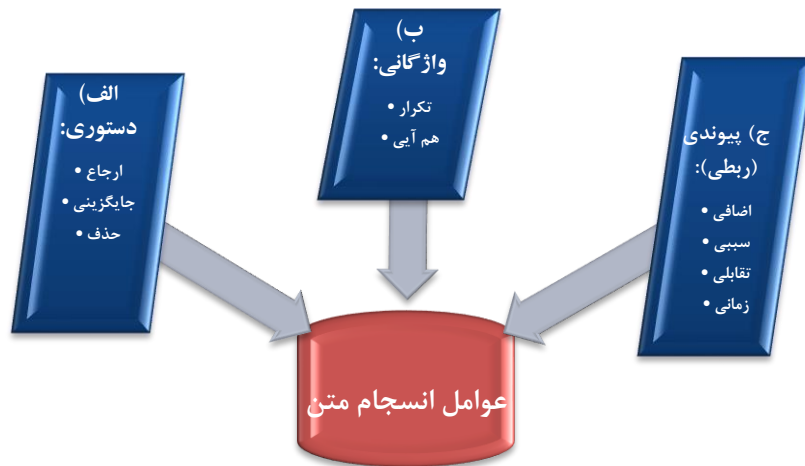 الف)
دستوری:
• ارجاع
• جایگزینی
• حذف
ب)
واژگانی:
• تکرار
• هم آیی
ج) پیوندی
(ربطی):
• اضافی
• سببی
• تقابلی
• زمانی
عوامل انسجام متن